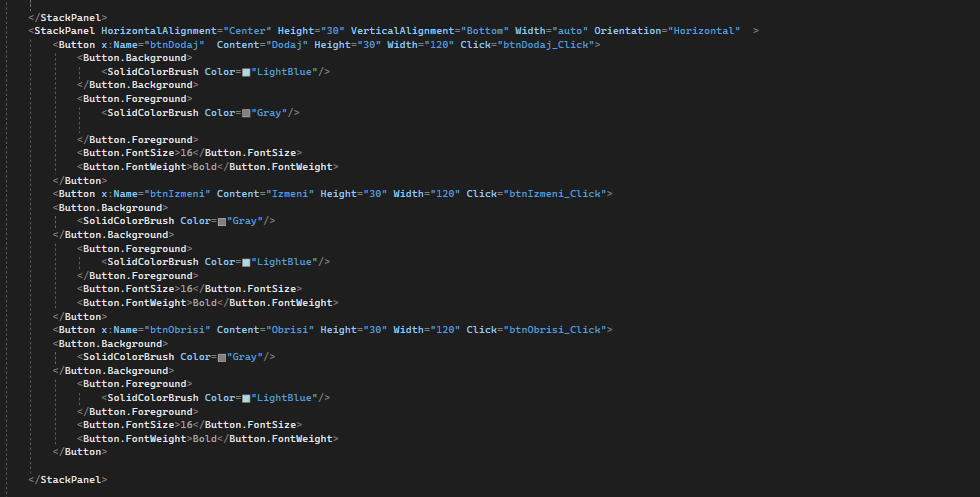 </StackPanel>
<StackPanel HorizontalAlignment="Center" Height="30" VerticalAlignment="Bottom" Width="auto" Orientation="Horizontal"  >
<Button x:Name="btnDodaj"  Content="Dodaj" Height="30" Width="120" Click="btnDodaj_Click">
<Button.Background>
<SolidColorBrush Color="LightBlue"/>
</Button.Background>
<Button.Foreground>
<SolidColorBrush Color="Gray"/>
</Button.Foreground>
<Button.FontSize>16</Button.FontSize>
<Button.FontWeight>Bold</Button.FontWeight>
</Button>
<Button x:Name="btnIzmeni" Content="Izmeni" Height="30" Width="120" Click="btnIzmeni_Click">
<Button.Background>
<SolidColorBrush Color="Gray"/>
</Button.Background>
<Button.Foreground>
<SolidColorBrush Color="LightBlue"/>
</Button.Foreground>
<Button.FontSize>16</Button.FontSize>
<Button.FontWeight>Bold</Button.FontWeight>
</Button>
<Button x:Name="btnObrisi" Content="Obrisi" Height="30" Width="120" Click="btnObrisi_Click">
<Button.Background>
<SolidColorBrush Color="Gray"/>
</Button.Background>
<Button.Foreground>
<SolidColorBrush Color="LightBlue"/>
</Button.Foreground>
<Button.FontSize>16</Button.FontSize>
<Button.FontWeight>Bold</Button.FontWeight>
</Button>
</StackPanel>